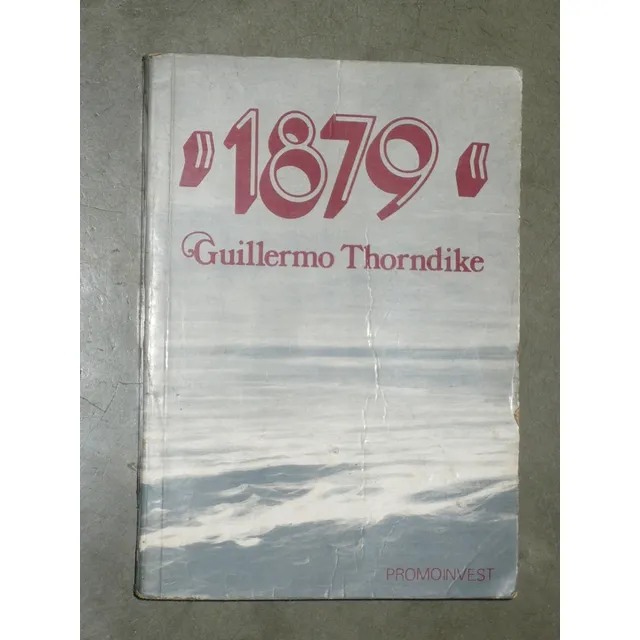 "1879"
Guillermo Thorndike
PROMOINVEST